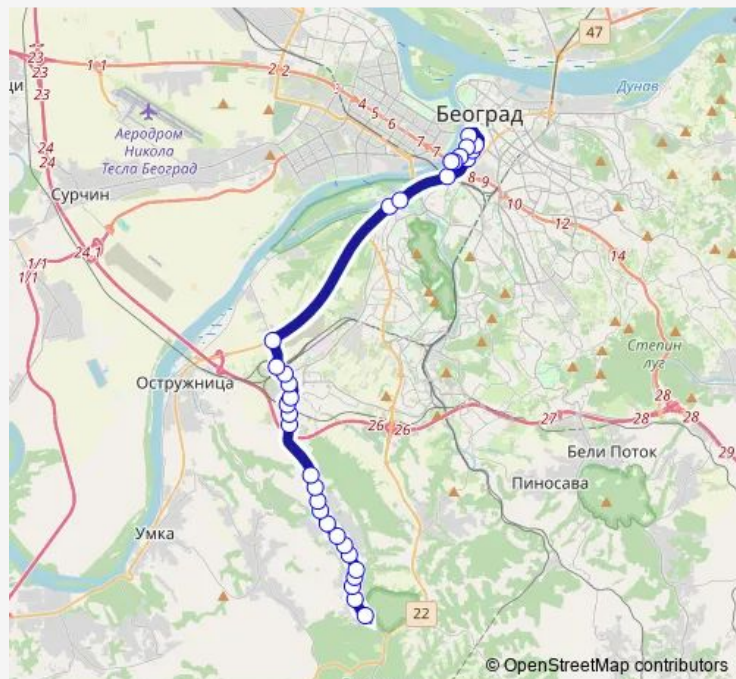 23
23
23
23
1 1
2 2
3
4
5
6
7
7
47
Дунав
Београд
Аеродром
Никола
Тесла Београд
ци
24
24
Сурчин
8
9
10
12
14
24.1
1/1
1/1
Степин
луг
Остружница
28
26
26
27
28
28
29
Бели Поток
Пиносава
Умка
22
© OpenStreetMap contributors